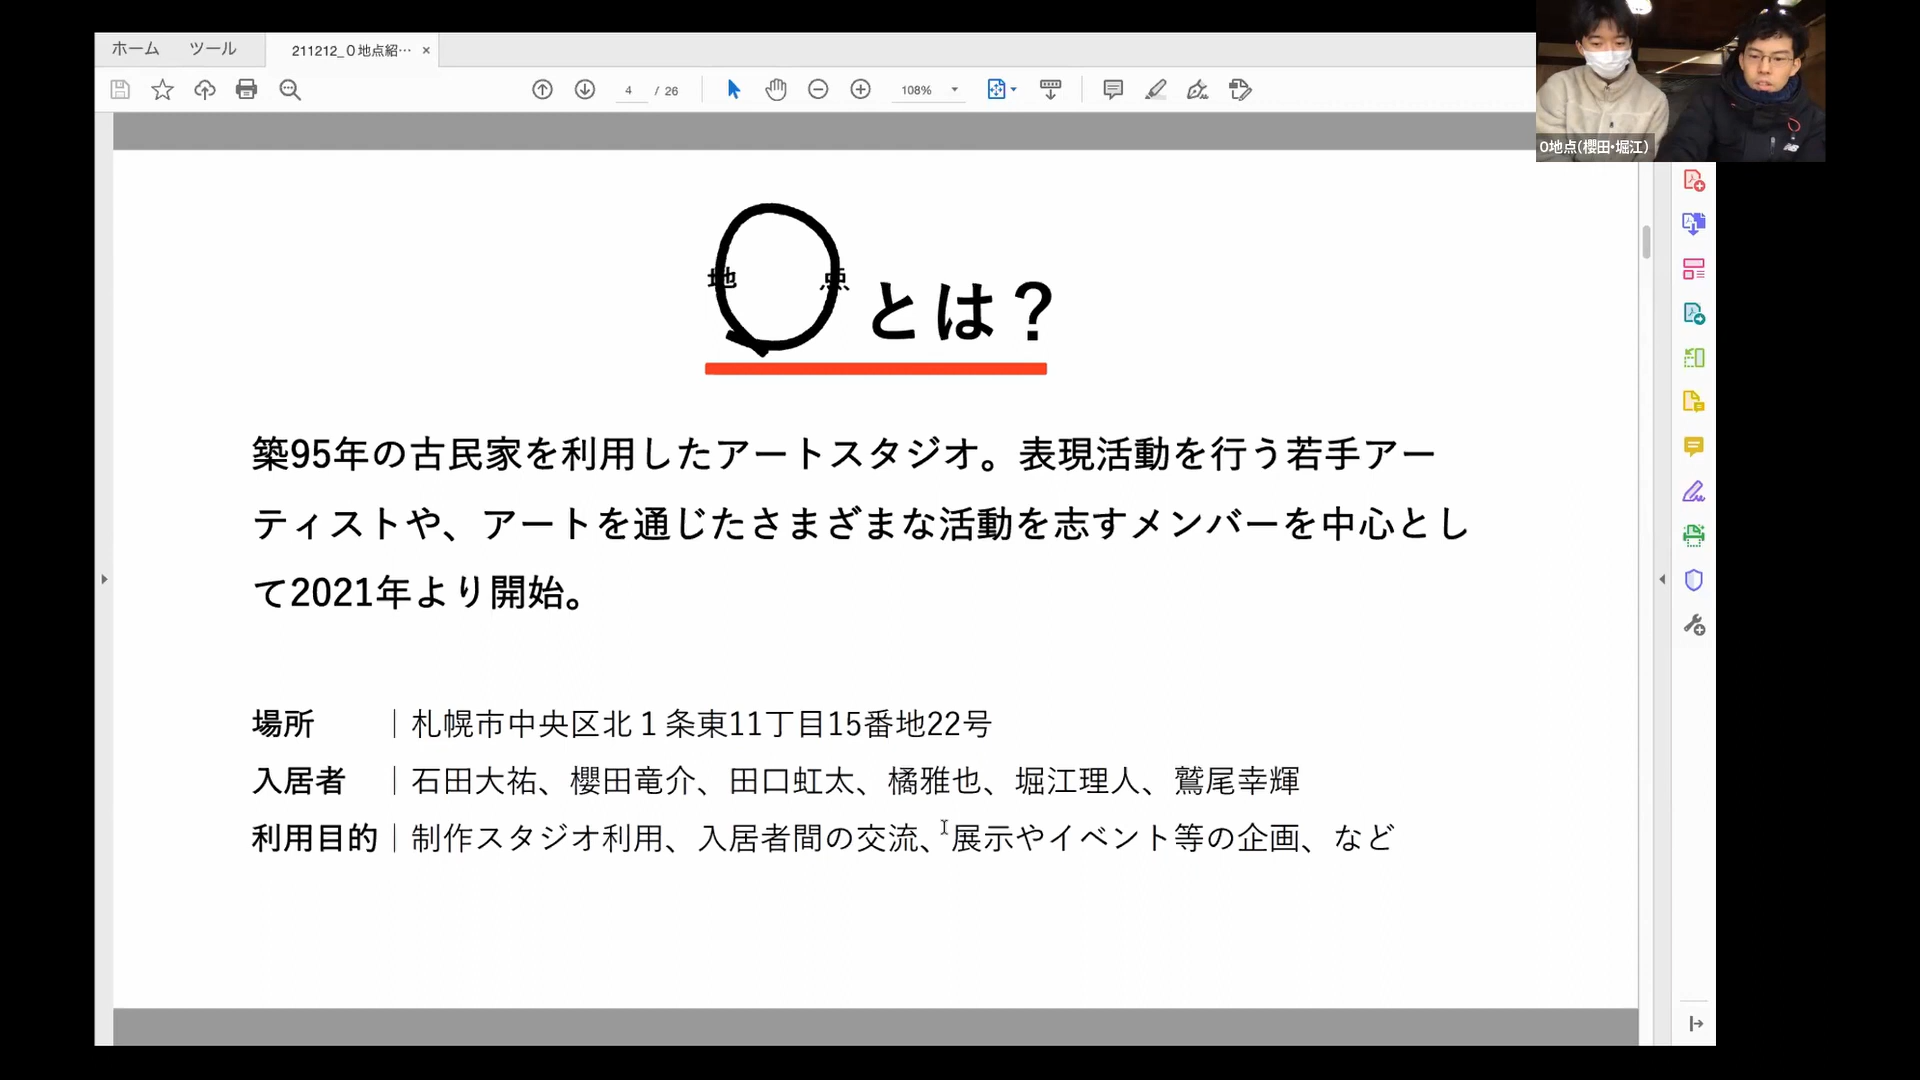 ホーム ツール 211212_０地点紹… ×
4 / 26 108%
O地点(櫻田・堀江)
地 点 とは？
築95年の古民家を利用したアートスタジオ。表現活動を行う若手アー
ティストや、アートを通じたさまざまな活動を志すメンバーを中心とし
て2021年より開始。
場所 ｜札幌市中央区北１条東11丁目15番地22号
入居者 ｜石田大祐、櫻田竜介、田口虹太、橘雅也、堀江理人、鷲尾幸輝
利用目的｜制作スタジオ利用、入居者間の交流、展示やイベント等の企画、など